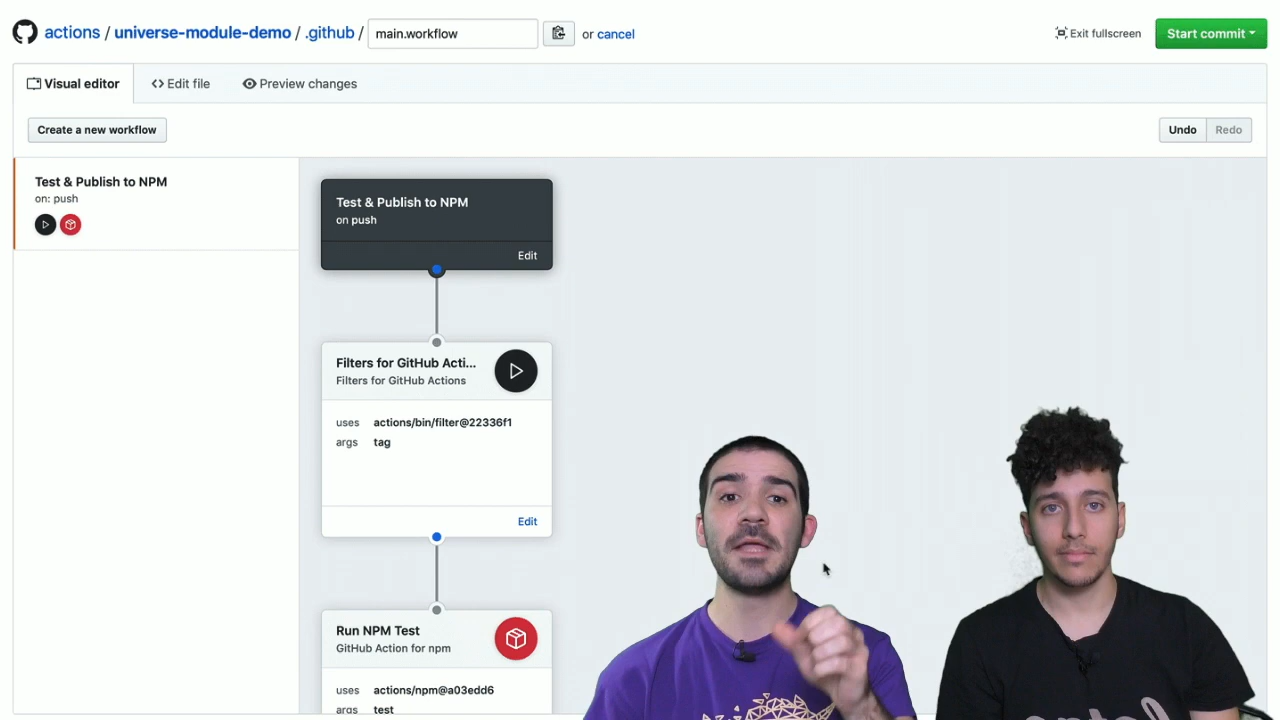 actions / universe-module-demo / .github / main.workflow or cancel
Exit fullscreen
Start commit
Visual editor
Edit file
Preview changes
Create a new workflow
Undo
Redo
Test & Publish to NPM
on: push
Test & Publish to NPM
on push
Edit
Filters for GitHub Acti...
Filters for GitHub Actions
uses actions/bin/filter@22336f1
args tag
Edit
Run NPM Test
GitHub Action for npm
uses actions/npm@a03edd6
args test